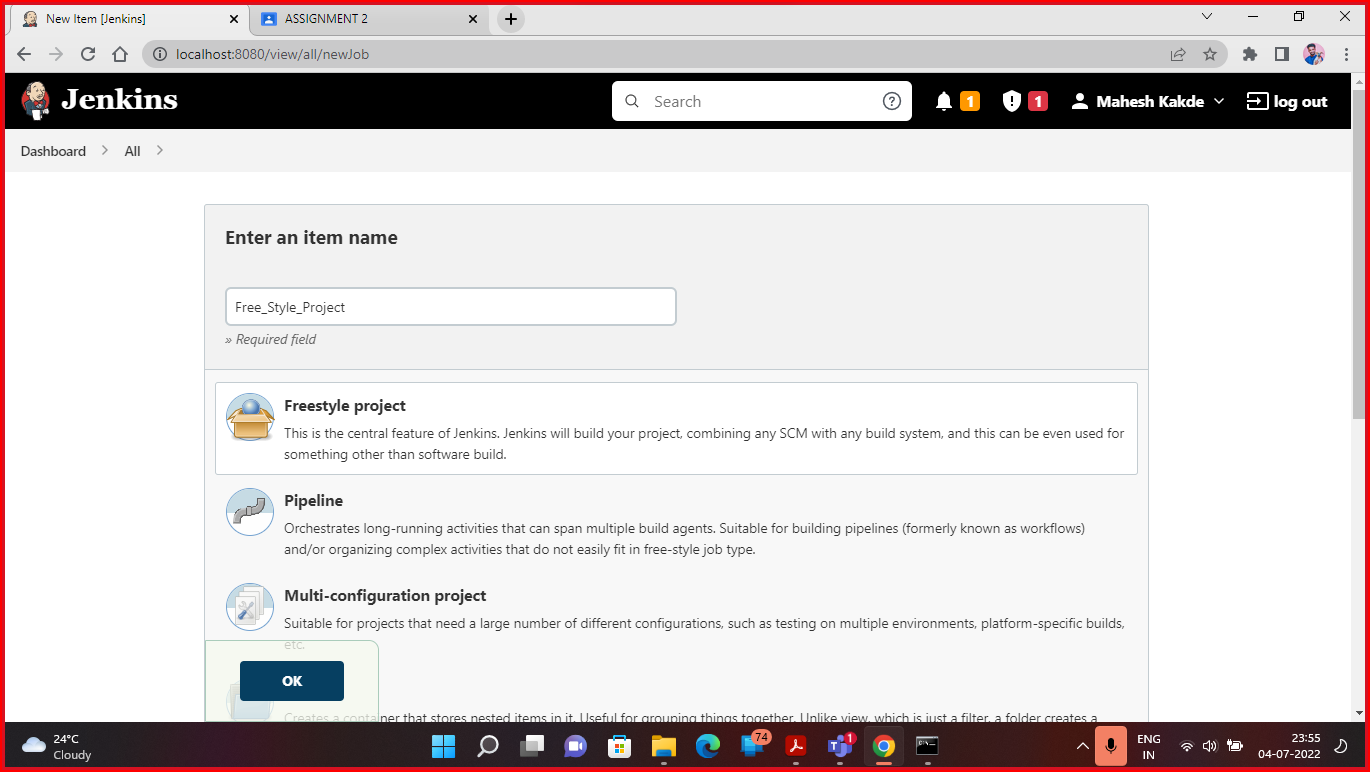 New Item [Jenkins]
ASSIGNMENT 2
localhost:8080/view/all/newJob
Jenkins
Search
1
1
Mahesh Kakde
log out
Dashboard
All
Enter an item name
Free_Style_Project
» Required field
Freestyle project
This is the central feature of Jenkins. Jenkins will build your project, combining any SCM with any build system, and this can be even used for
something other than software build.
Pipeline
Orchestrates long-running activities that can span multiple build agents. Suitable for building pipelines (formerly known as workflows)
and/or organizing complex activities that do not easily fit in free-style job type.
Multi-configuration project
Suitable for projects that need a large number of different configurations, such as testing on multiple environments, platform-specific builds,
etc.
OK
Creates a container that stores nested items in it. Useful for grouping things together. Unlike view, which is just a filter, a folder creates a
24°C
Cloudy
74
1
ENG
IN
23:55
04-07-2022